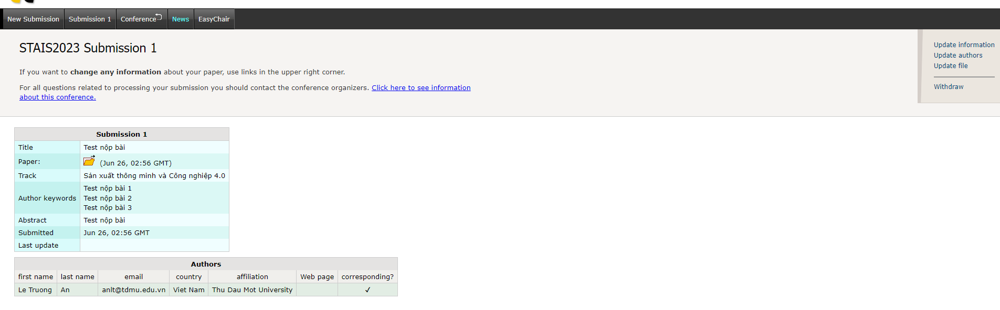 New Submission Submission 1 Conference News EasyChair
STAIS2023 Submission 1
If you want to change any information about your paper, use links in the upper right corner.
For all questions related to processing your submission you should contact the conference organizers. Click here to see information
about this conference.
Update information
Update authors
Update file
Withdraw
Submission 1
Title Test nộp bài
Paper: (Jun 26, 02:56 GMT)
Track Sản xuất thông minh và Công nghiệp 4.0
Author keywords Test nộp bài 1
Test nộp bài 2
Test nộp bài 3
Abstract Test nộp bài
Submitted Jun 26, 02:56 GMT
Last update
Authors
first name last name email country affiliation Web page corresponding?
Le Truong An anlt@tdmu.edu.vn Viet Nam Thu Dau Mot University ✓